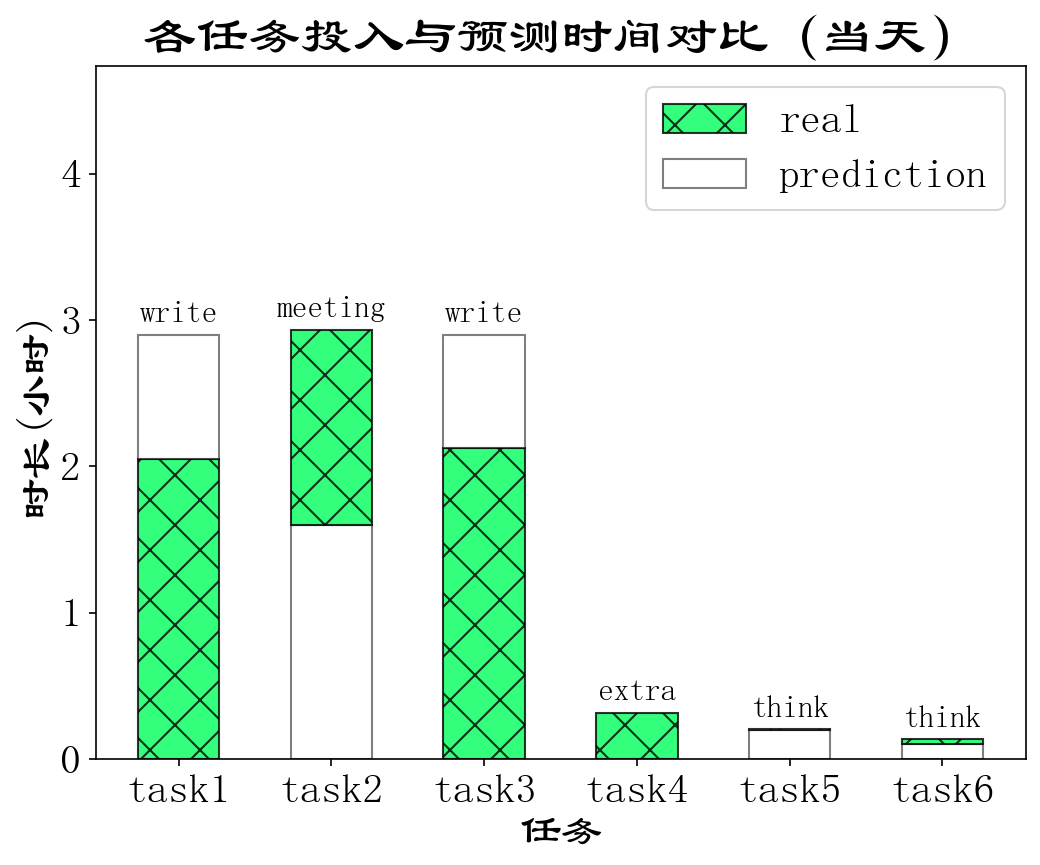 各任务投入与预测时间对比 (当天)
real
prediction
时长(小时)
4
3
2
1
0
write
meeting
write
extra
think
think
task1
task2
task3
task4
task5
task6
任务